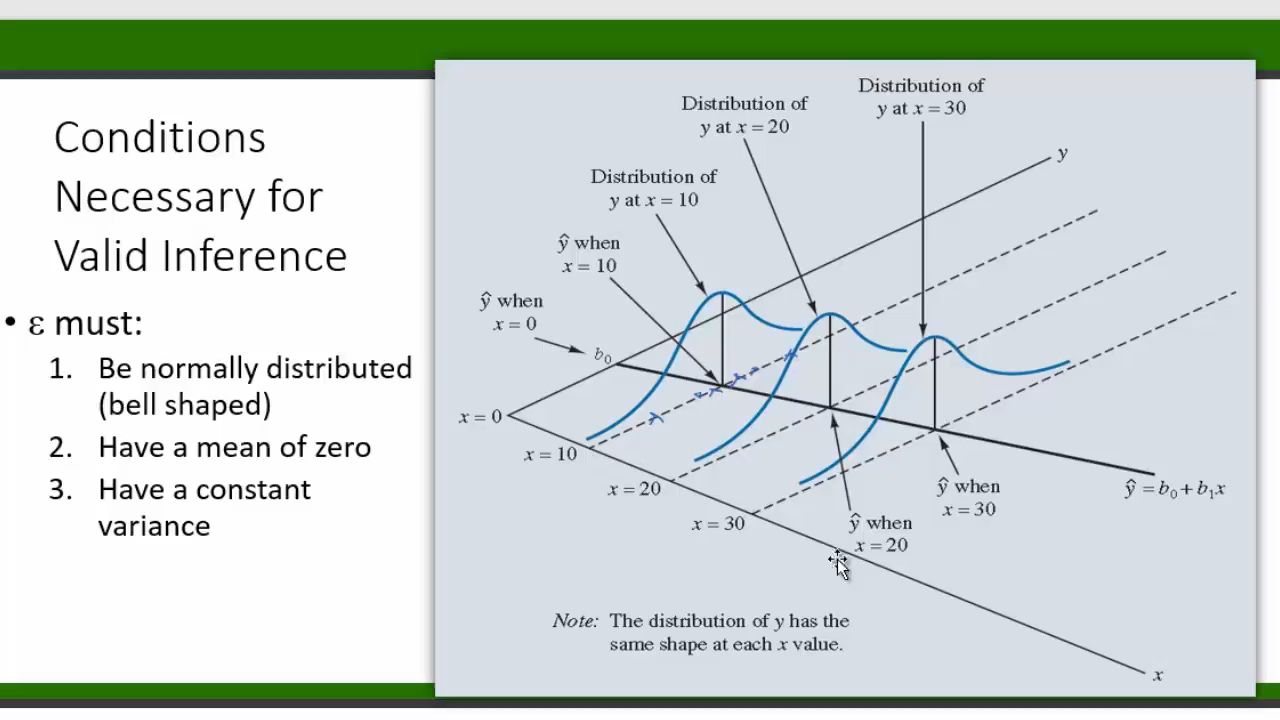 Conditions
Necessary for
Valid Inference
• ε must:
1. Be normally distributed
(bell shaped)
2. Have a mean of zero
3. Have a constant
variance
Distribution of
y at x = 30
Distribution of
y at x = 20
Distribution of
y at x = 10
ŷ when
x = 10
ŷ when
x = 0
b₀
y
x = 0
x = 10
x = 20
x = 30
ŷ when
x = 30
ŷ when
x = 20
ŷ = b₀ + b₁x
Note: The distribution of y has the
same shape at each x value.
x